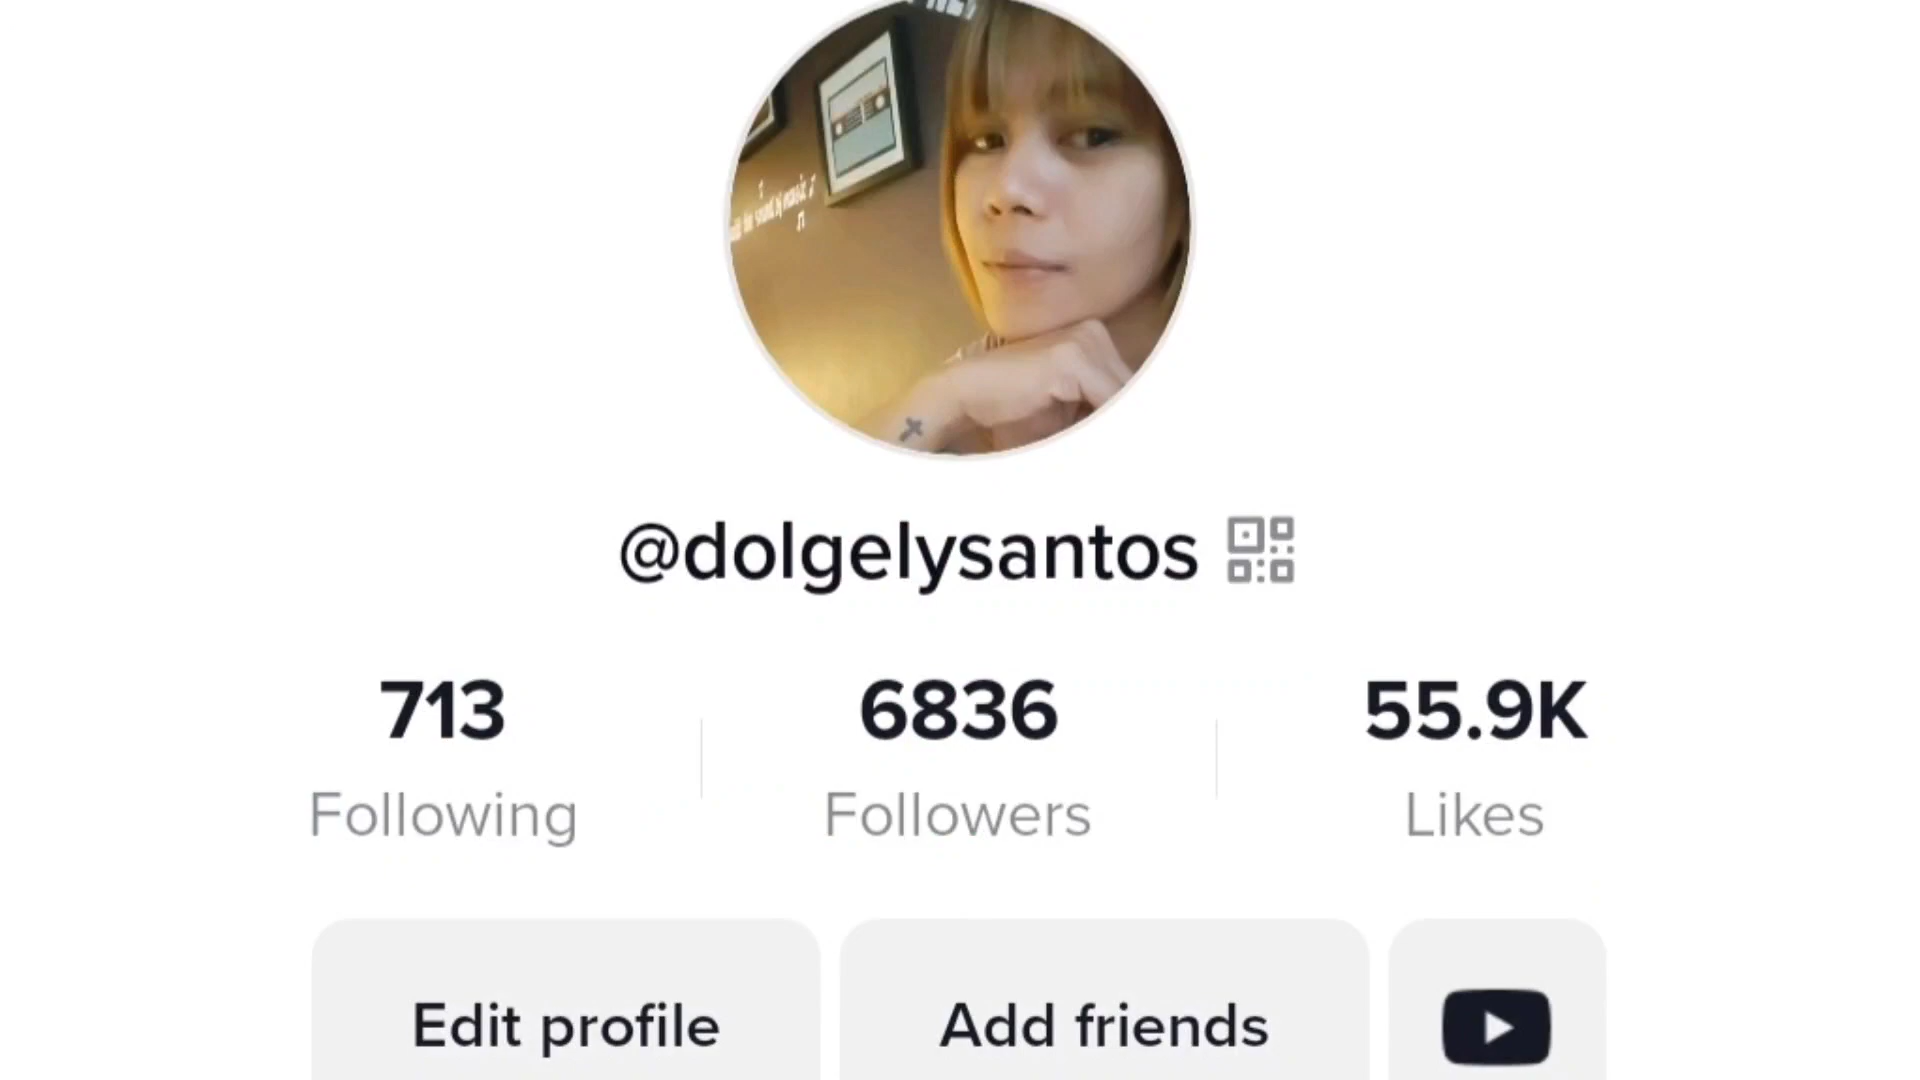 @dolgelysantos
713 6836 55.9K
Following Followers Likes
Edit profile Add friends